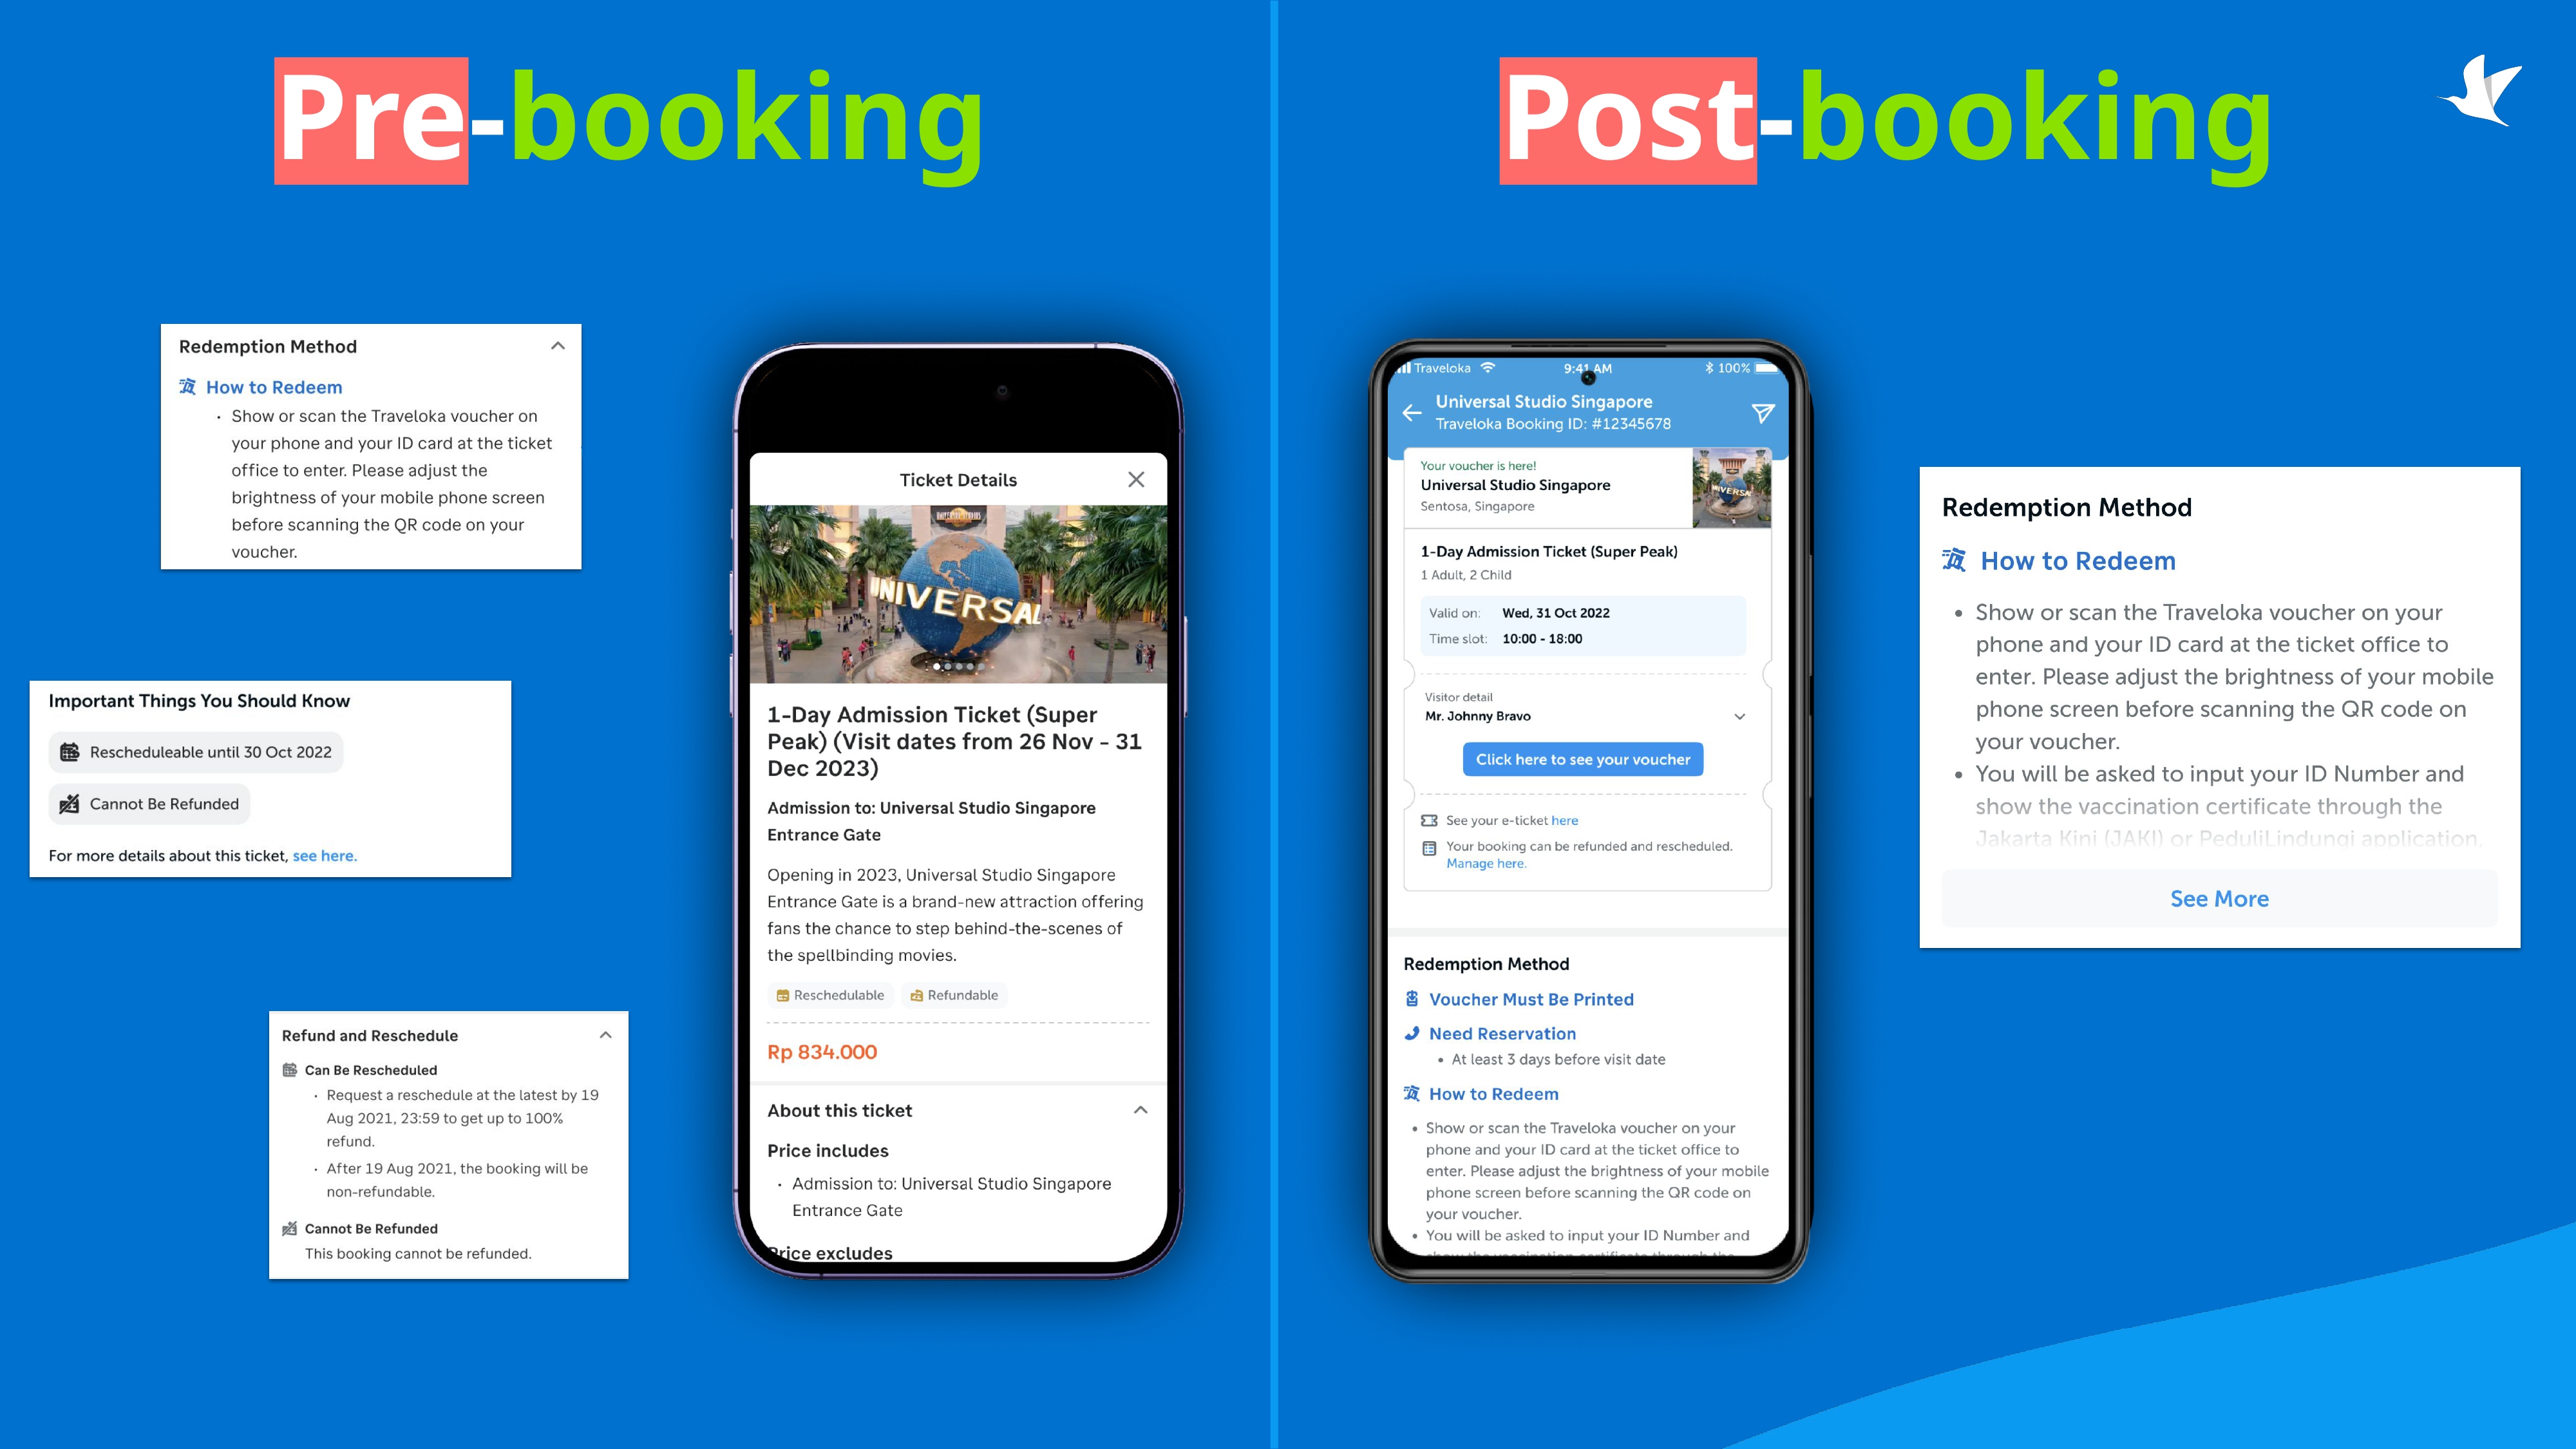 Pre-booking
Redemption Method
How to Redeem
• Show or scan the Traveloka voucher on
your phone and your ID card at the ticket
office to enter. Please adjust the
brightness of your mobile phone screen
before scanning the QR code on your
voucher.
Important Things You Should Know
Rescheduleable until 30 Oct 2022
Cannot Be Refunded
For more details about this ticket, see here.
Refund and Reschedule
Can Be Rescheduled
• Request a reschedule at the latest by 19
Aug 2021, 23:59 to get up to 100%
refund.
• After 19 Aug 2021, the booking will be
non-refundable.
Cannot Be Refunded
This booking cannot be refunded.
Ticket Details
UNIVERSAL
1-Day Admission Ticket (Super
Peak) (Visit dates from 26 Nov - 31
Dec 2023)
Admission to: Universal Studio Singapore
Entrance Gate
Opening in 2023, Universal Studio Singapore
Entrance Gate is a brand-new attraction offering
fans the chance to step behind-the-scenes of
the spellbinding movies.
Reschedulable
Refundable
Rp 834.000
About this ticket
Price includes
• Admission to: Universal Studio Singapore
Entrance Gate
Price excludes
Post-booking
Traveloka 9:41 AM 100%
Universal Studio Singapore
Traveloka Booking ID: #12345678
Your voucher is here!
Universal Studio Singapore
Sentosa, Singapore
1-Day Admission Ticket (Super Peak)
1 Adult, 2 Child
Valid on: Wed, 31 Oct 2022
Time slot: 10:00 - 18:00
Visitor detail
Mr. Johnny Bravo
Click here to see your voucher
See your e-ticket here
Your booking can be refunded and rescheduled.
Manage here.
Redemption Method
Voucher Must Be Printed
Need Reservation
• At least 3 days before visit date
How to Redeem
• Show or scan the Traveloka voucher on your
phone and your ID card at the ticket office to
enter. Please adjust the brightness of your mobile
phone screen before scanning the QR code on
your voucher.
• You will be asked to input your ID Number and
show the vaccination certificate through the
Redemption Method
How to Redeem
• Show or scan the Traveloka voucher on your
phone and your ID card at the ticket office to
enter. Please adjust the brightness of your mobile
phone screen before scanning the QR code on
your voucher.
• You will be asked to input your ID Number and
show the vaccination certificate through the
Jakarta Kini (JAKI) or PeduliLindungi application.
See More